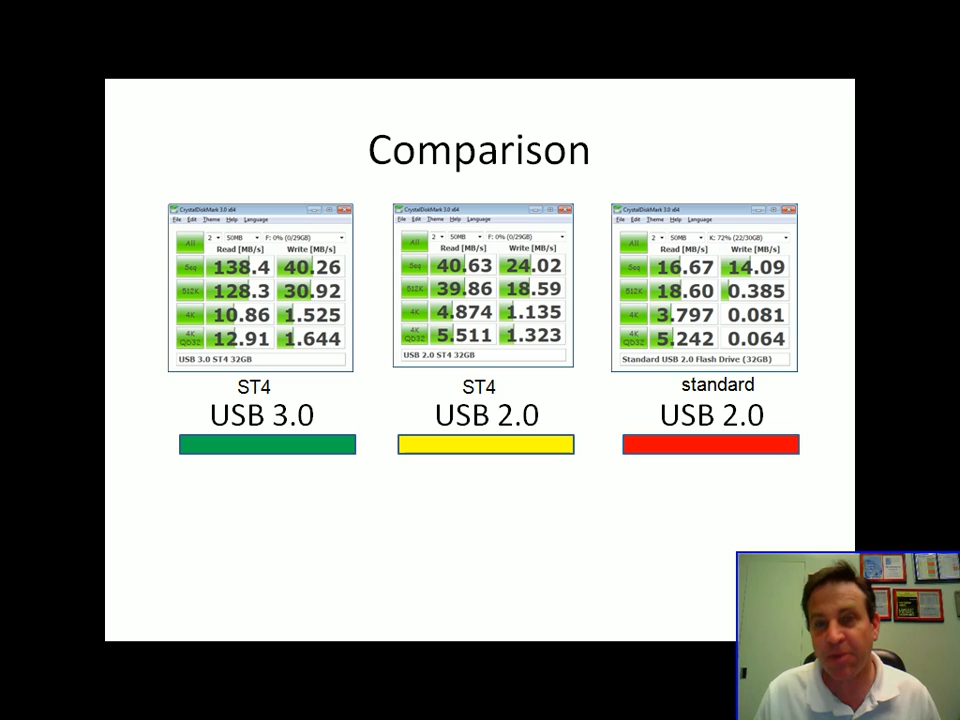 Comparison
CrystalDiskMark 3.0 x64
File Edit Theme Help Language
All 2 50MB F: 0% (0/29GB)
Read [MB/s] Write [MB/s]
Seq 138.4 40.26
512K 128.3 30.92
4K 10.86 1.525
4K QD32 12.91 1.644
USB 3.0 ST4 32GB
ST4
USB 3.0
CrystalDiskMark 3.0 x64
File Edit Theme Help Language
All 2 50MB F: 0% (0/29GB)
Read [MB/s] Write [MB/s]
Seq 40.63 24.02
512K 39.86 18.59
4K 4.874 1.135
4K QD32 5.511 1.323
USB 2.0 ST4 32GB
ST4
USB 2.0
CrystalDiskMark 3.0 x64
File Edit Theme Help Language
All 2 50MB K: 72% (22/30GB)
Read [MB/s] Write [MB/s]
Seq 16.67 14.09
512K 18.60 0.385
4K 3.797 0.081
4K QD32 5.242 0.064
Standard USB 2.0 Flash Drive (32GB)
standard
USB 2.0